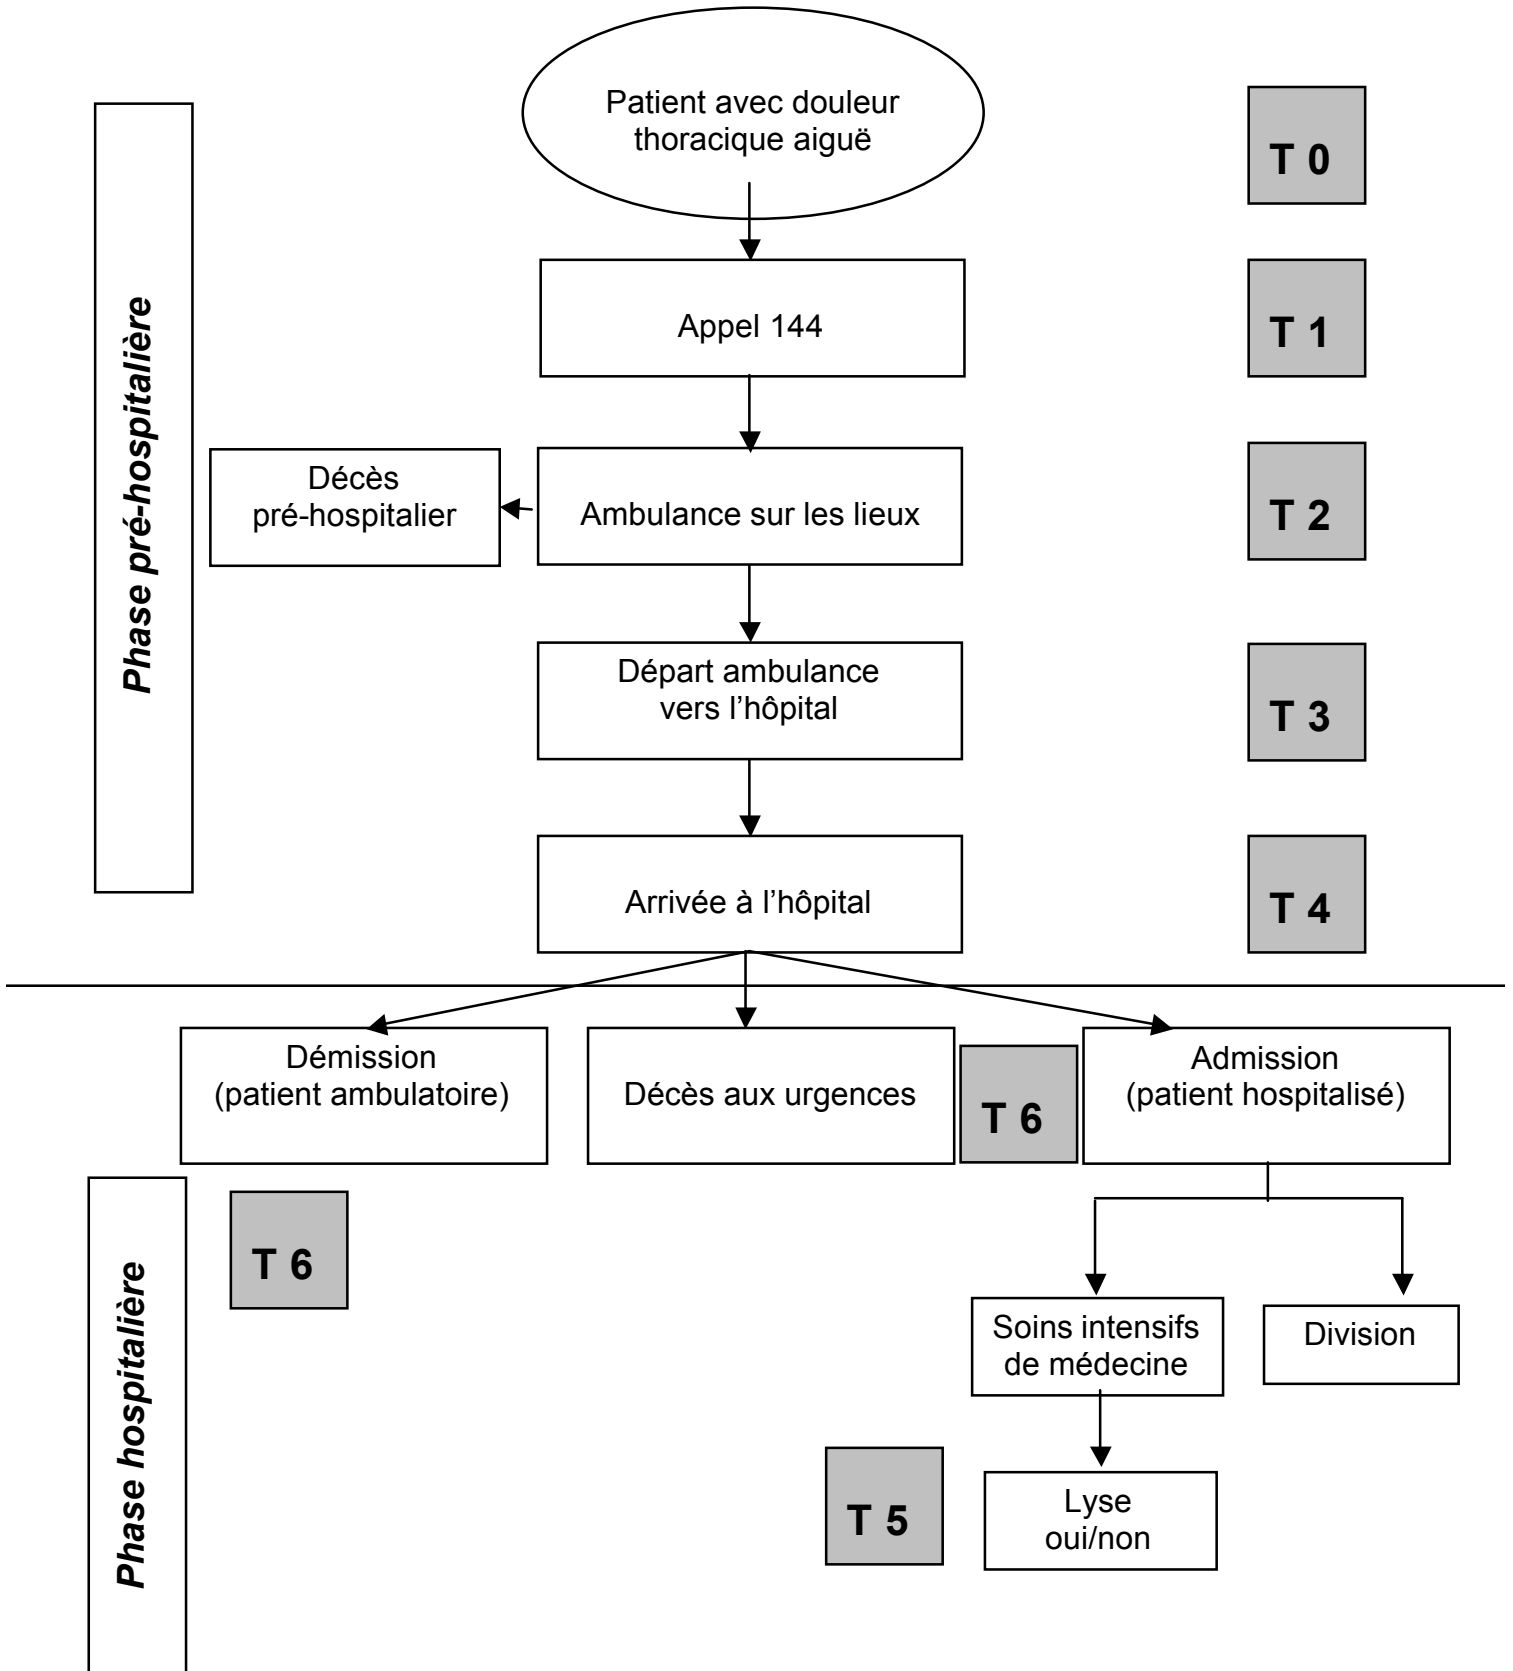 Patient avec douleur
thoracique aiguë
T 0
Phase pré-hospitalière
Appel 144
T 1
Décès
pré-hospitalier
Ambulance sur les lieux
T 2
Départ ambulance
vers l'hôpital
T 3
Arrivée à l'hôpital
T 4
Démission
(patient ambulatoire)
Décès aux urgences
T 6
Admission
(patient hospitalisé)
Phase hospitalière
T 6
Soins intensifs
de médecine
Division
T 5
Lyse
oui/non